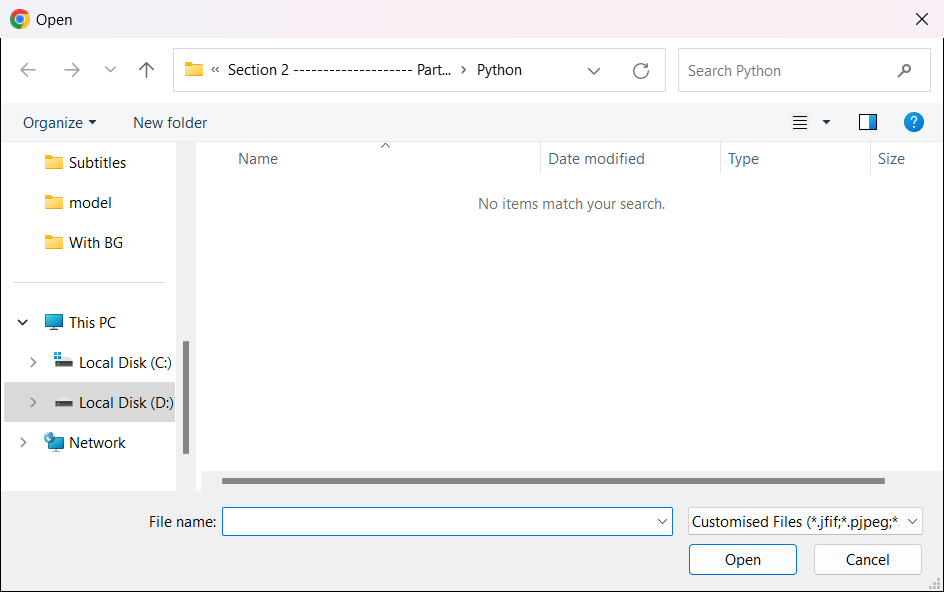 Open
« Section 2 -------------------- Part... > Python
Search Python
Organize New folder
?
Name Date modified Type Size
No items match your search.
Subtitles
model
With BG
This PC
Local Disk (C:)
Local Disk (D:)
Network
File name:
Customised Files (*.jfif;*.pjpeg;*.
Open Cancel